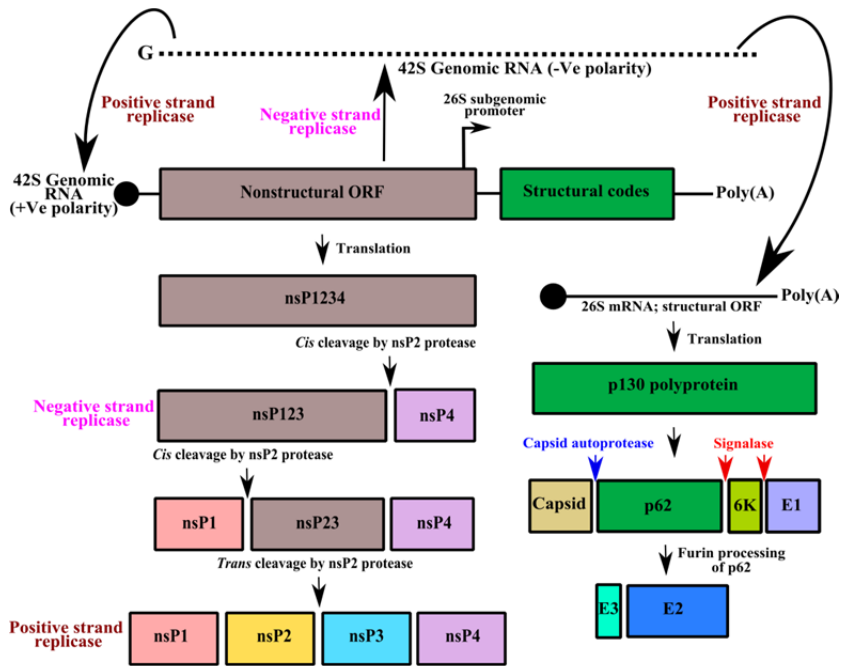 G
42S Genomic RNA (-Ve polarity)
Positive strand
replicase
Negative strand
replicase
26S subgenomic
promoter
Positive strand
replicase
42S Genomic
RNA
(+Ve polarity)
Nonstructural ORF
Structural codes
Poly(A)
Translation
nsP1234
Cis cleavage by nsP2 protease
Negative strand
replicase
nsP123
nsP4
Cis cleavage by nsP2 protease
nsP1
nsP23
nsP4
Trans cleavage by nsP2 protease
Positive strand
replicase
nsP1
nsP2
nsP3
nsP4
Poly(A)
26S mRNA; structural ORF
Translation
p130 polyprotein
Capsid autoprotease
Signalase
Capsid
p62
6K
E1
Furin processing
of p62
E3
E2